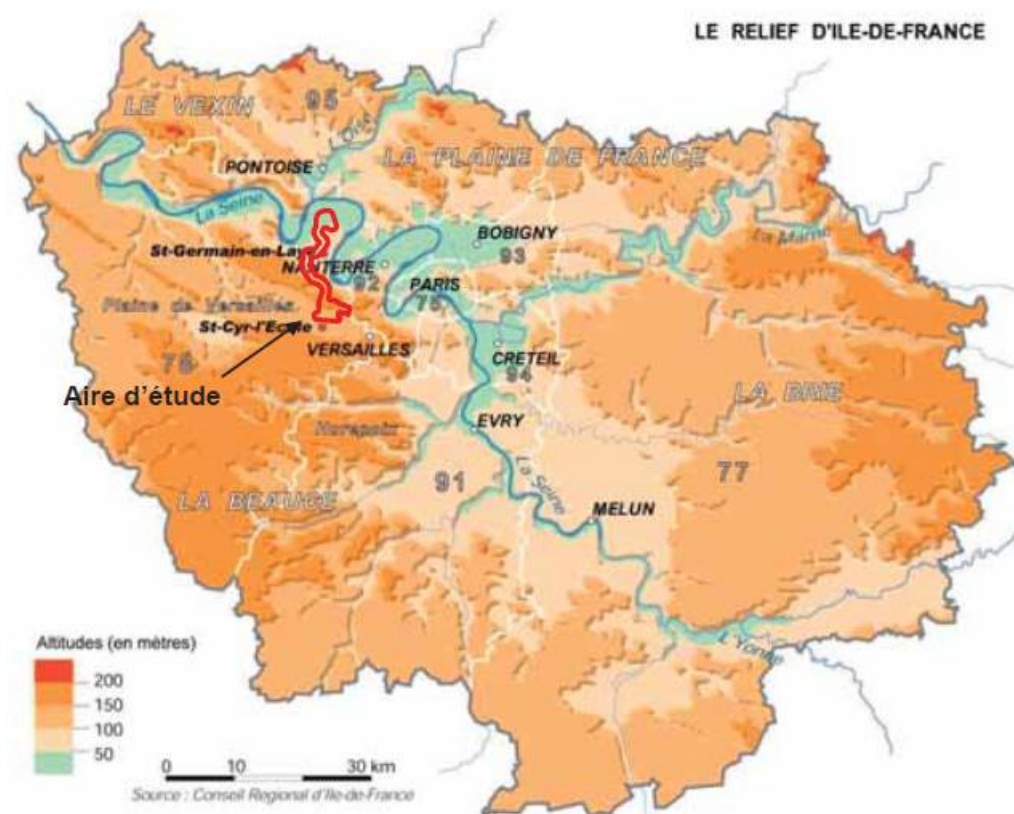 LE RELIEF D'ILE-DE-FRANCE
LE VEXIN
95
L'Oise
LA PLAINE DE FRANCE
PONTOISE
La Seine
BOBIGNY
93
La Marne
St-Germain-en-Lay
NANTERRE
92
PARIS
75
Plaine de Versailles
St-Cyr-l'Ecole
VERSAILLES
CRETEIL
94
78
Aire d'étude
LA BRIE
Hurepoix
EVRY
77
91
La Seine
LA BEAUCE
MELUN
L'Yonne
Altitudes (en mètres)
200
150
100
50
0 10 30 km
Source : Conseil Regional d'Ile-de-France